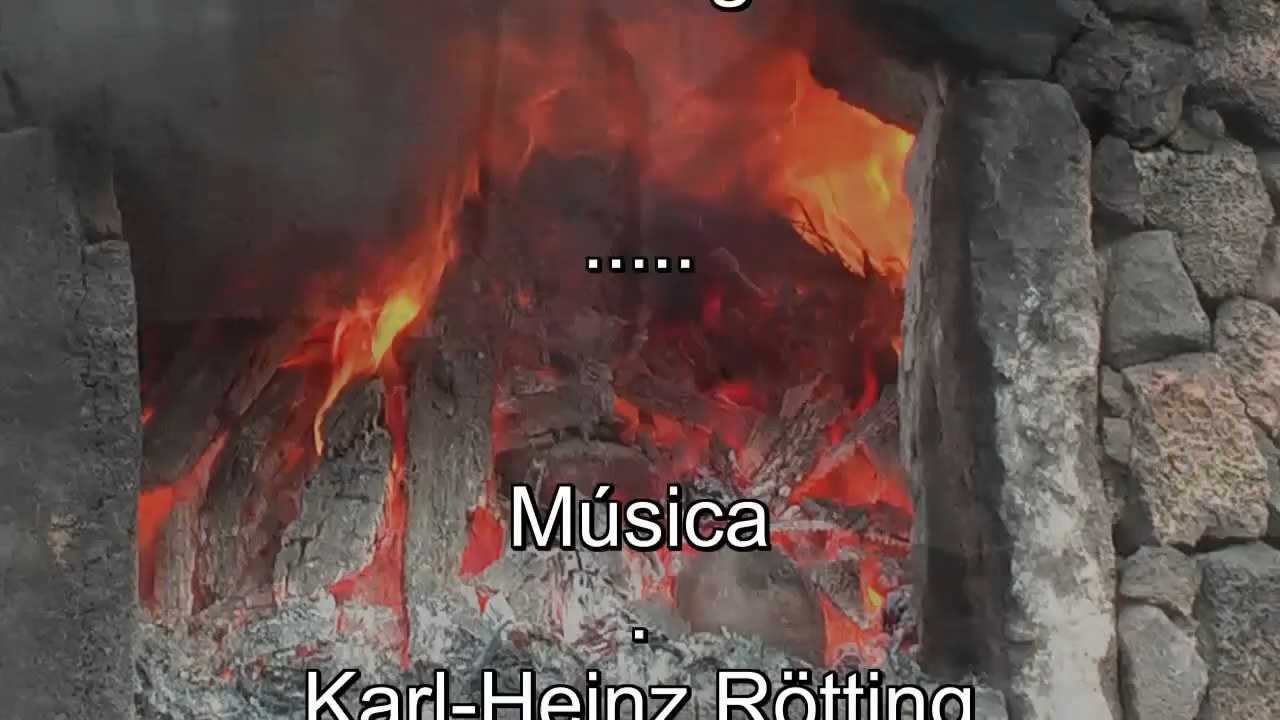 .....
Música
.
Karl-Heinz Rötting